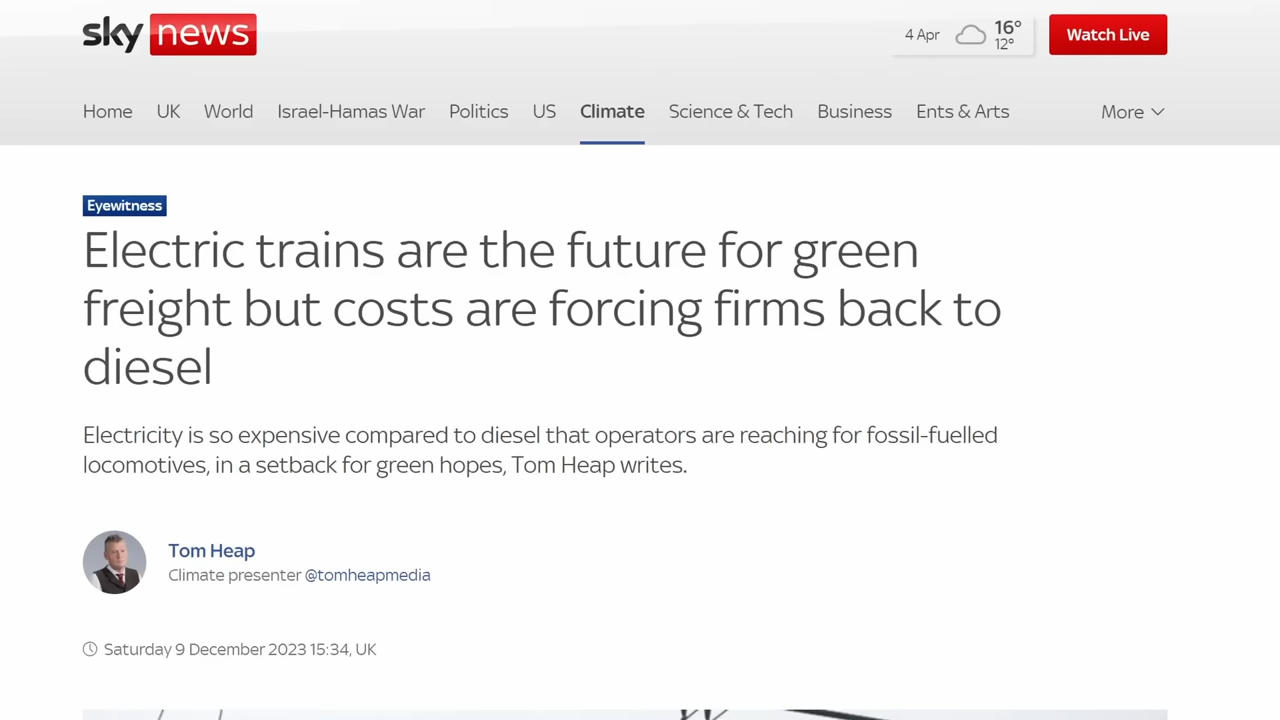 sky news
4 Apr 16° 12°
Watch Live
Home UK World Israel-Hamas War Politics US Climate Science & Tech Business Ents & Arts More
Eyewitness
Electric trains are the future for green
freight but costs are forcing firms back to
diesel
Electricity is so expensive compared to diesel that operators are reaching for fossil-fuelled
locomotives, in a setback for green hopes, Tom Heap writes.
Tom Heap
Climate presenter @tomheapmedia
Saturday 9 December 2023 15:34, UK